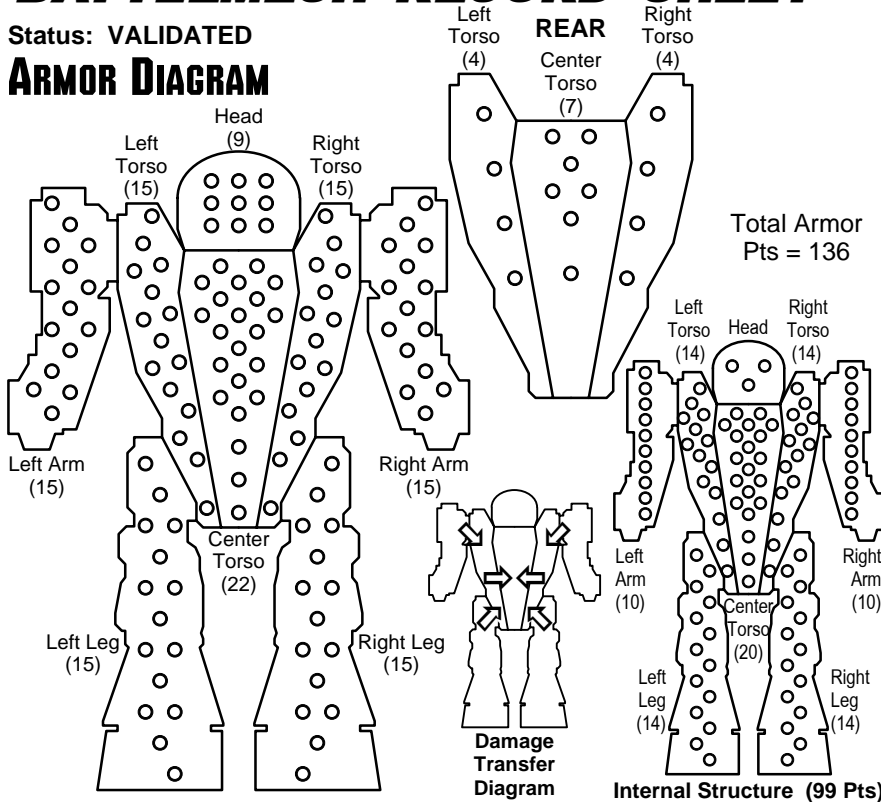 BATTLEMECH RECORD SHEET
Status: VALIDATED
ARMOR DIAGRAM
Head
(9)
Left
Torso
(15)
Right
Torso
(15)
Left Arm
(15)
Right Arm
(15)
Center
Torso
(22)
Left Leg
(15)
Right Leg
(15)
REAR
Left
Torso
(4)
Center
Torso
(7)
Right
Torso
(4)
Total Armor
Pts = 136
Left
Torso
(14)
Head
Right
Torso
(14)
Left
Arm
(10)
Right
Arm
(10)
Center
Torso
(20)
Left
Leg
(14)
Right
Leg
(14)
Damage
Transfer
Diagram
Internal Structure (99 Pts)